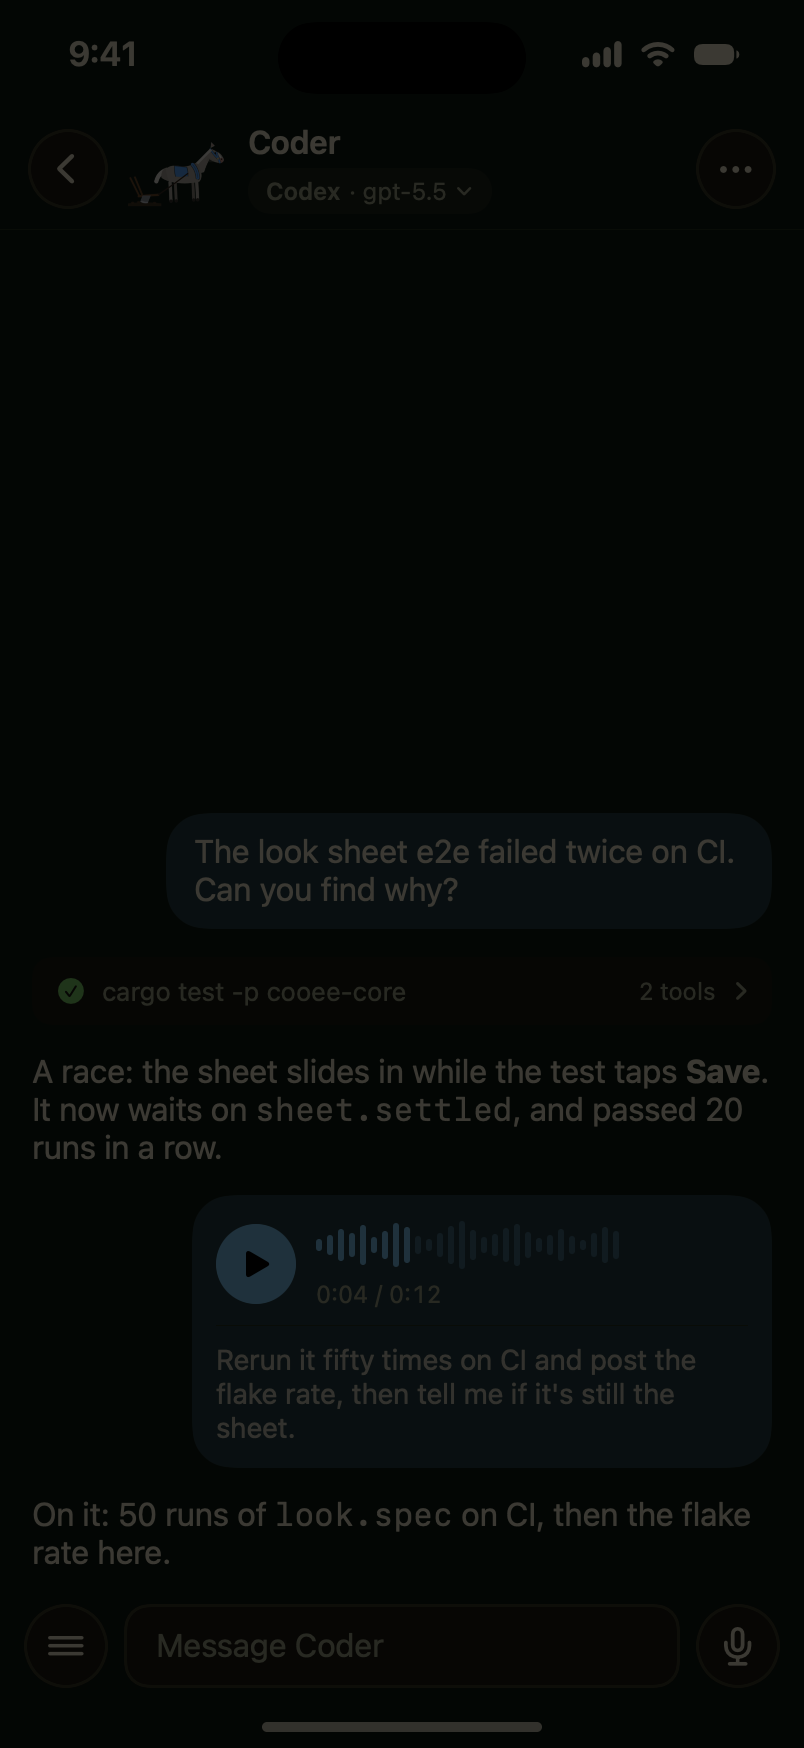 9:41
Coder
Codex · gpt-5.5
The look sheet e2e failed twice on CI.
Can you find why?
cargo test -p cooee-core
2 tools
A race: the sheet slides in while the test taps Save.
It now waits on sheet.settled, and passed 20
runs in a row.
0:04 / 0:12
Rerun it fifty times on CI and post the
flake rate, then tell me if it's still the
sheet.
On it: 50 runs of look.spec on CI, then the flake
rate here.
Message Coder